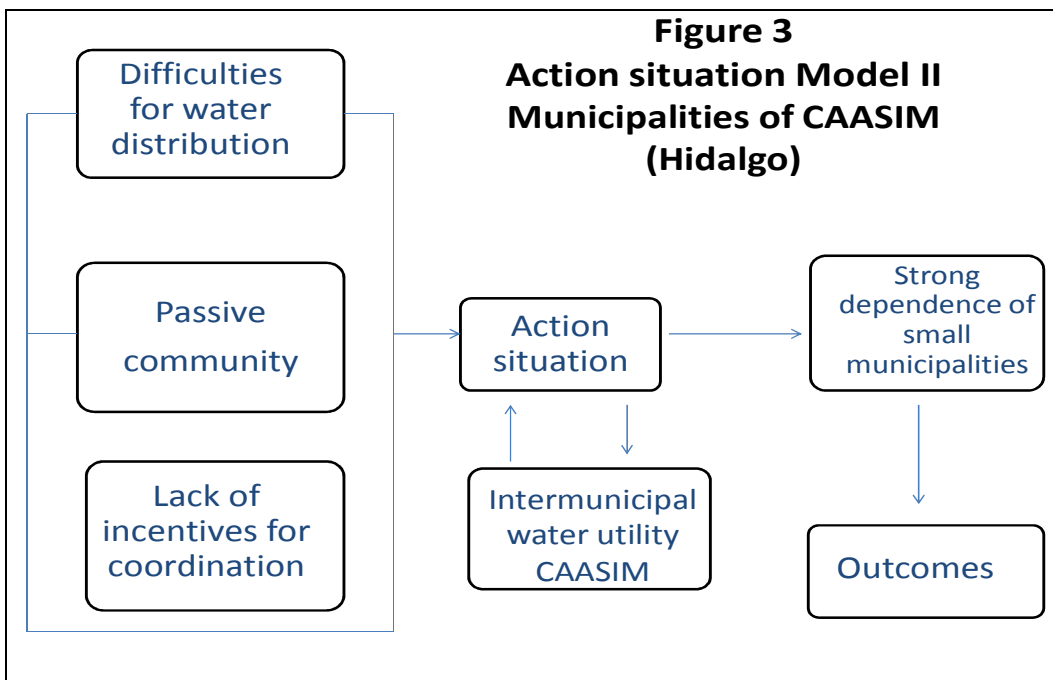 Figure 3
Action situation Model II
Municipalities of CAASIM
(Hidalgo)
Difficulties
for water
distribution
Passive
community
Lack of
incentives for
coordination
Action
situation
Intermunicipal
water utility
CAASIM
Strong
dependence of
small
municipalities
Outcomes